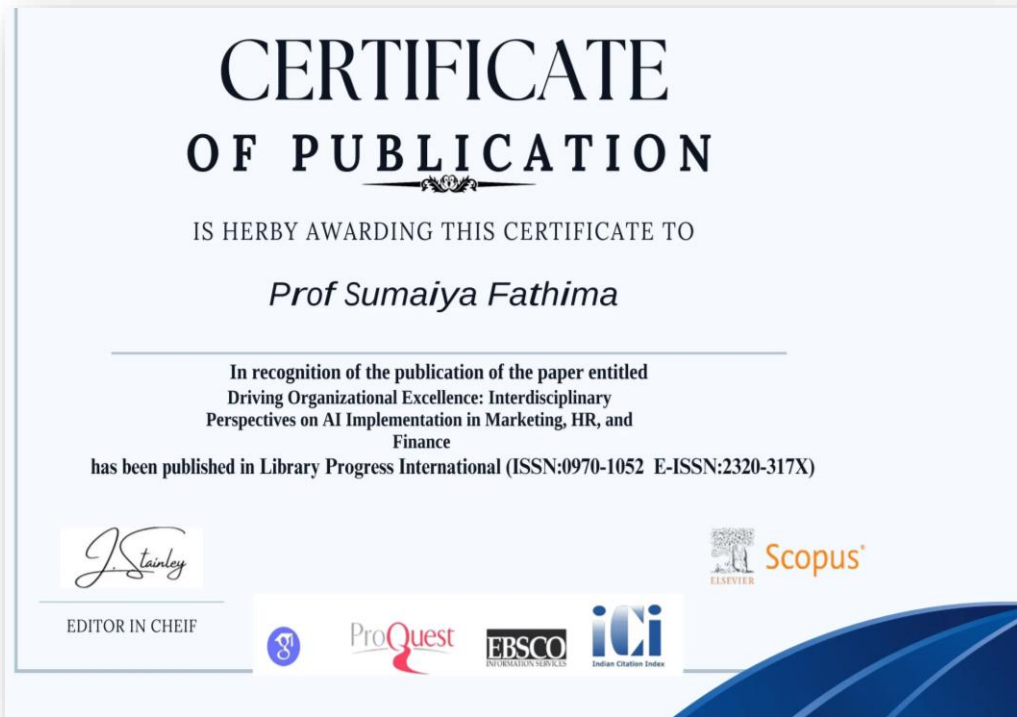 CERTIFICATE
OF PUBLICATION
IS HERBY AWARDING THIS CERTIFICATE TO
Prof Sumaiya Fathima
In recognition of the publication of the paper entitled
Driving Organizational Excellence: Interdisciplinary
Perspectives on AI Implementation in Marketing, HR, and
Finance
has been published in Library Progress International (ISSN:0970-1052 E-ISSN:2320-317X)
J. Stainley
EDITOR IN CHEIF
ProQuest
EBSCO
INFORMATION SERVICES
iCi
Indian Citation Index
ELSEVIER
Scopus®